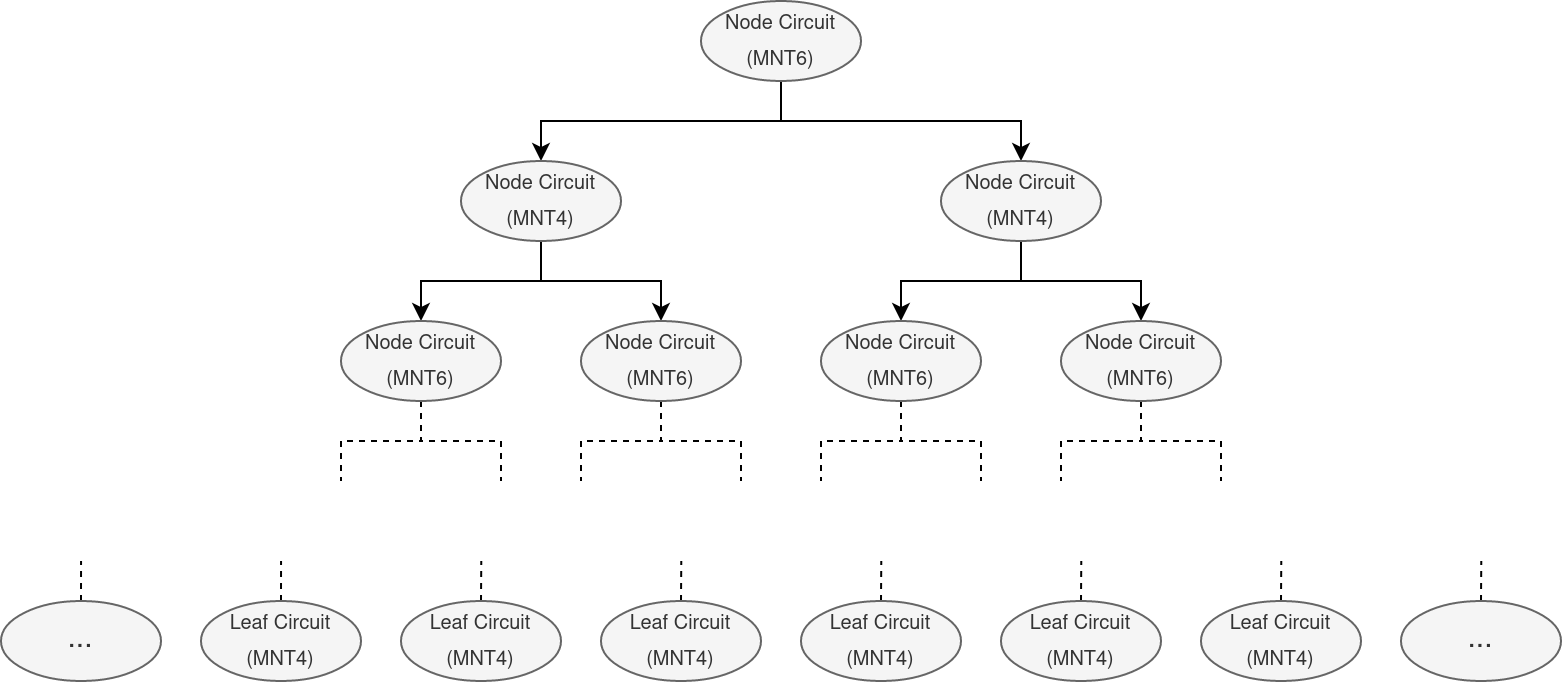 Node Circuit
(MNT6)
Node Circuit
(MNT4)
Node Circuit
(MNT4)
Node Circuit
(MNT6)
Node Circuit
(MNT6)
Node Circuit
(MNT6)
Node Circuit
(MNT6)
...
Leaf Circuit
(MNT4)
Leaf Circuit
(MNT4)
Leaf Circuit
(MNT4)
Leaf Circuit
(MNT4)
Leaf Circuit
(MNT4)
Leaf Circuit
(MNT4)
...